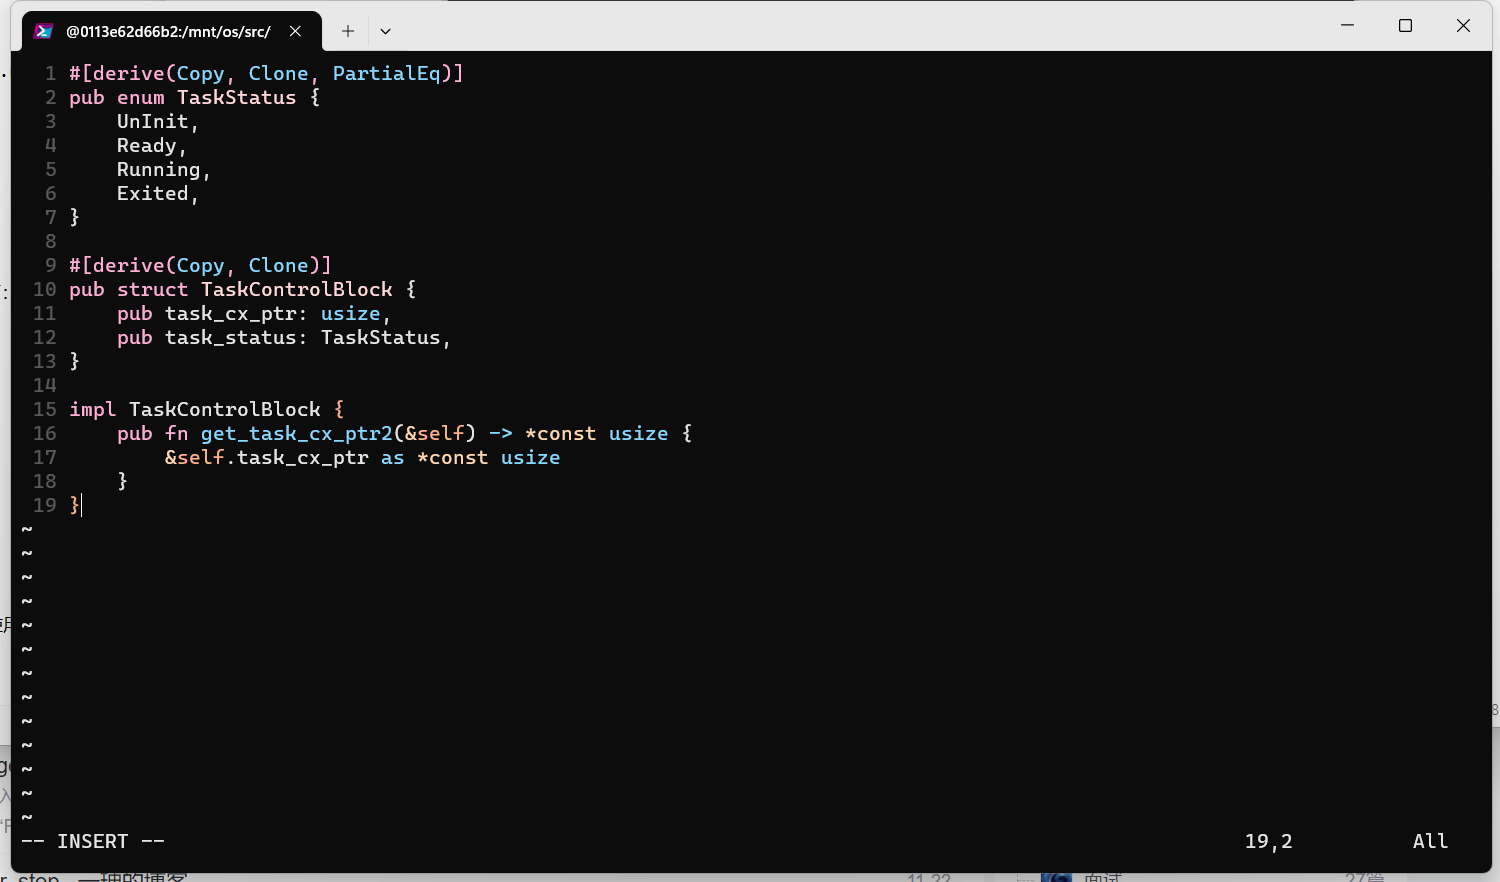 @0113e62d66b2:/mnt/os/src/
1 #[derive(Copy, Clone, PartialEq)]
2 pub enum TaskStatus {
3     UnInit,
4     Ready,
5     Running,
6     Exited,
7 }
8
9 #[derive(Copy, Clone)]
10 pub struct TaskControlBlock {
11     pub task_cx_ptr: usize,
12     pub task_status: TaskStatus,
13 }
14
15 impl TaskControlBlock {
16     pub fn get_task_cx_ptr2(&self) -> *const usize {
17         &self.task_cx_ptr as *const usize
18     }
19 }
~
~
~
~
~
~
~
~
~
~
~
~
~
-- INSERT -- 19,2 All